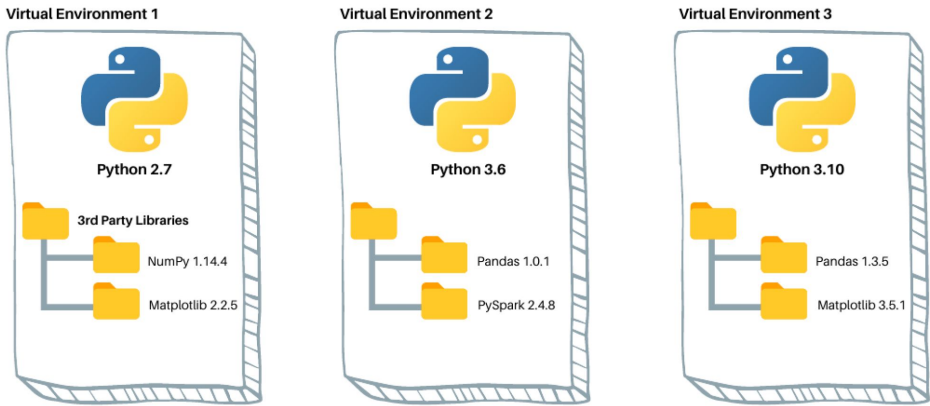 Virtual Environment 1
Python 2.7
3rd Party Libraries
NumPy 1.14.4
Matplotlib 2.2.5
Virtual Environment 2
Python 3.6
Pandas 1.0.1
PySpark 2.4.8
Virtual Environment 3
Python 3.10
Pandas 1.3.5
Matplotlib 3.5.1